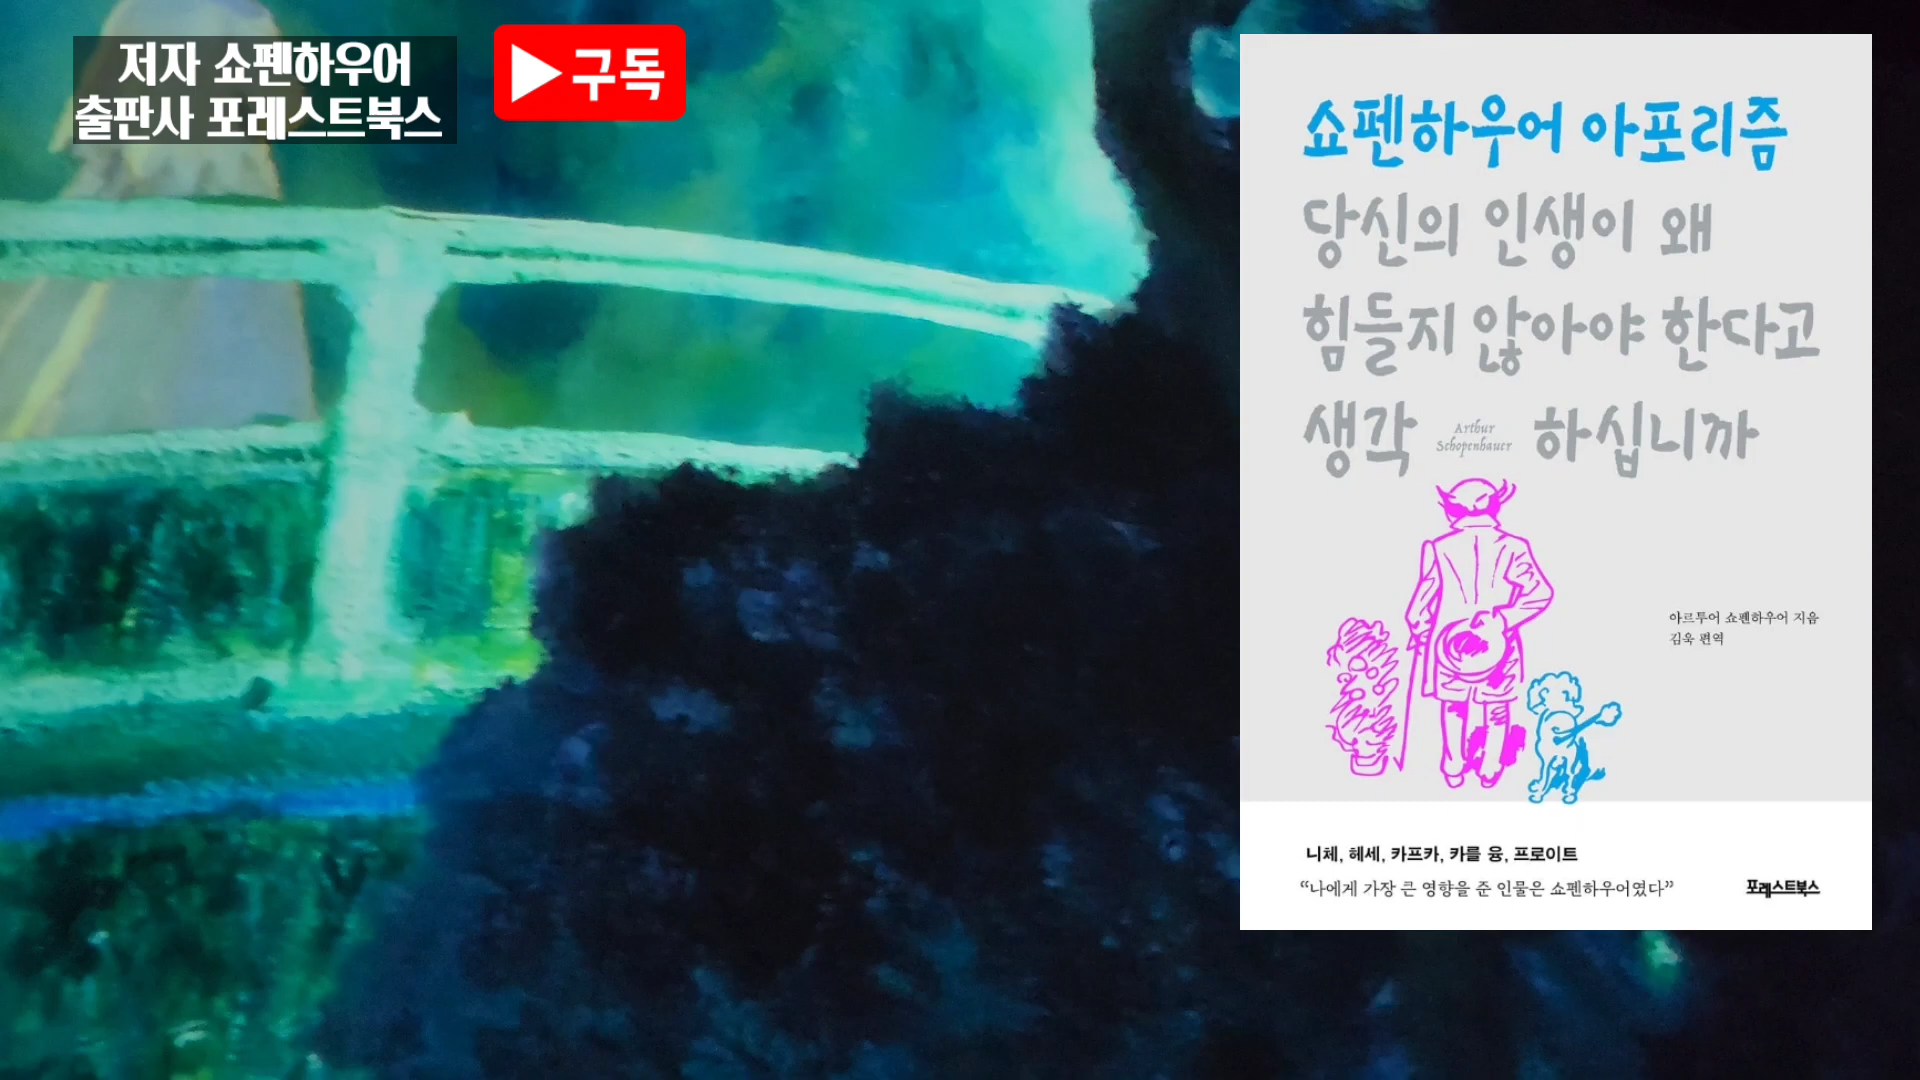 저자 쇼펜하우어
출판사 포레스트북스
구독
쇼펜하우어 아포리즘
당신의 인생이 왜
힘들지 않아야 한다고
생각 하십니까
Arthur
Schopenhauer
아르투어 쇼펜하우어 지음
김욱 편역
니체, 헤세, 카프카, 카를 융, 프로이트
“나에게 가장 큰 영향을 준 인물은 쇼펜하우어였다”
포레스트북스